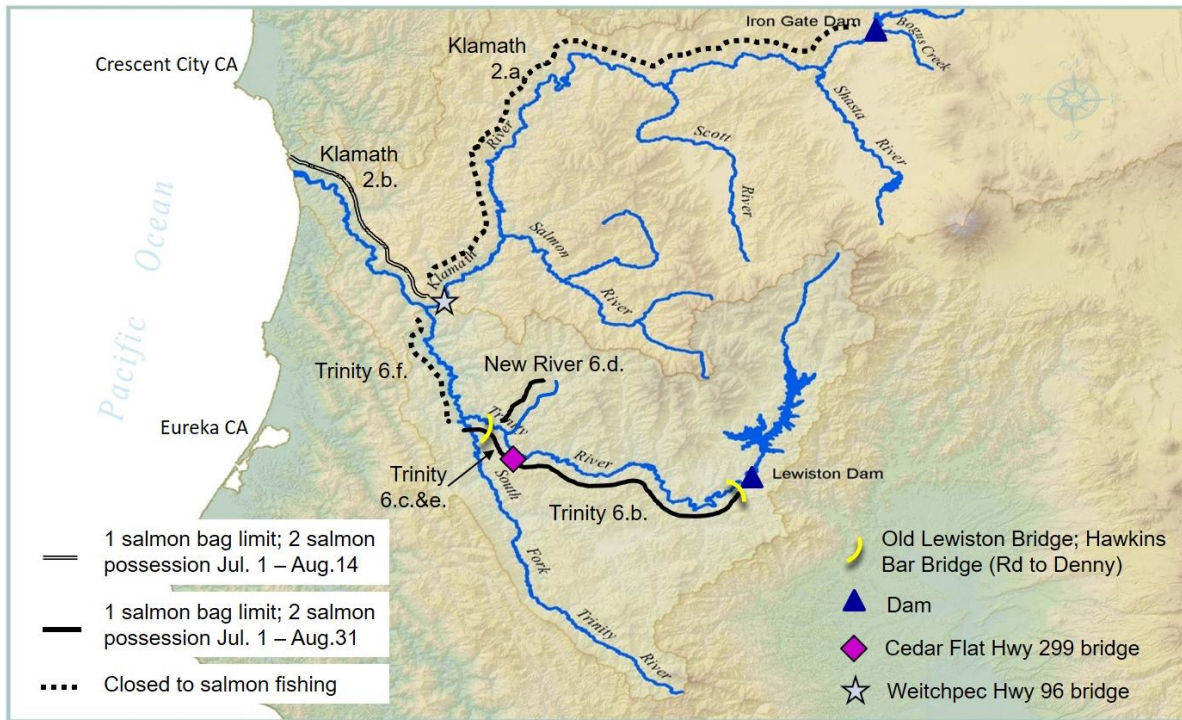 Iron Gate Dam
Bogus Creek
Klamath
2.a.
Crescent City CA
Shasta
River
River
Scott
River
Klamath
2.b.
Pacific Ocean
Salmon
River
Klamath
Trinity 6.f.
New River 6.d.
Trinity
Eureka CA
River
Trinity
6.c.&e.
South
Fork
Trinity
River
Lewiston Dam
Trinity 6.b.
1 salmon bag limit; 2 salmon
possession Jul. 1 – Aug.14
1 salmon bag limit; 2 salmon
possession Jul. 1 – Aug.31
Closed to salmon fishing
Old Lewiston Bridge; Hawkins
Bar Bridge (Rd to Denny)
Dam
Cedar Flat Hwy 299 bridge
Weitchpec Hwy 96 bridge